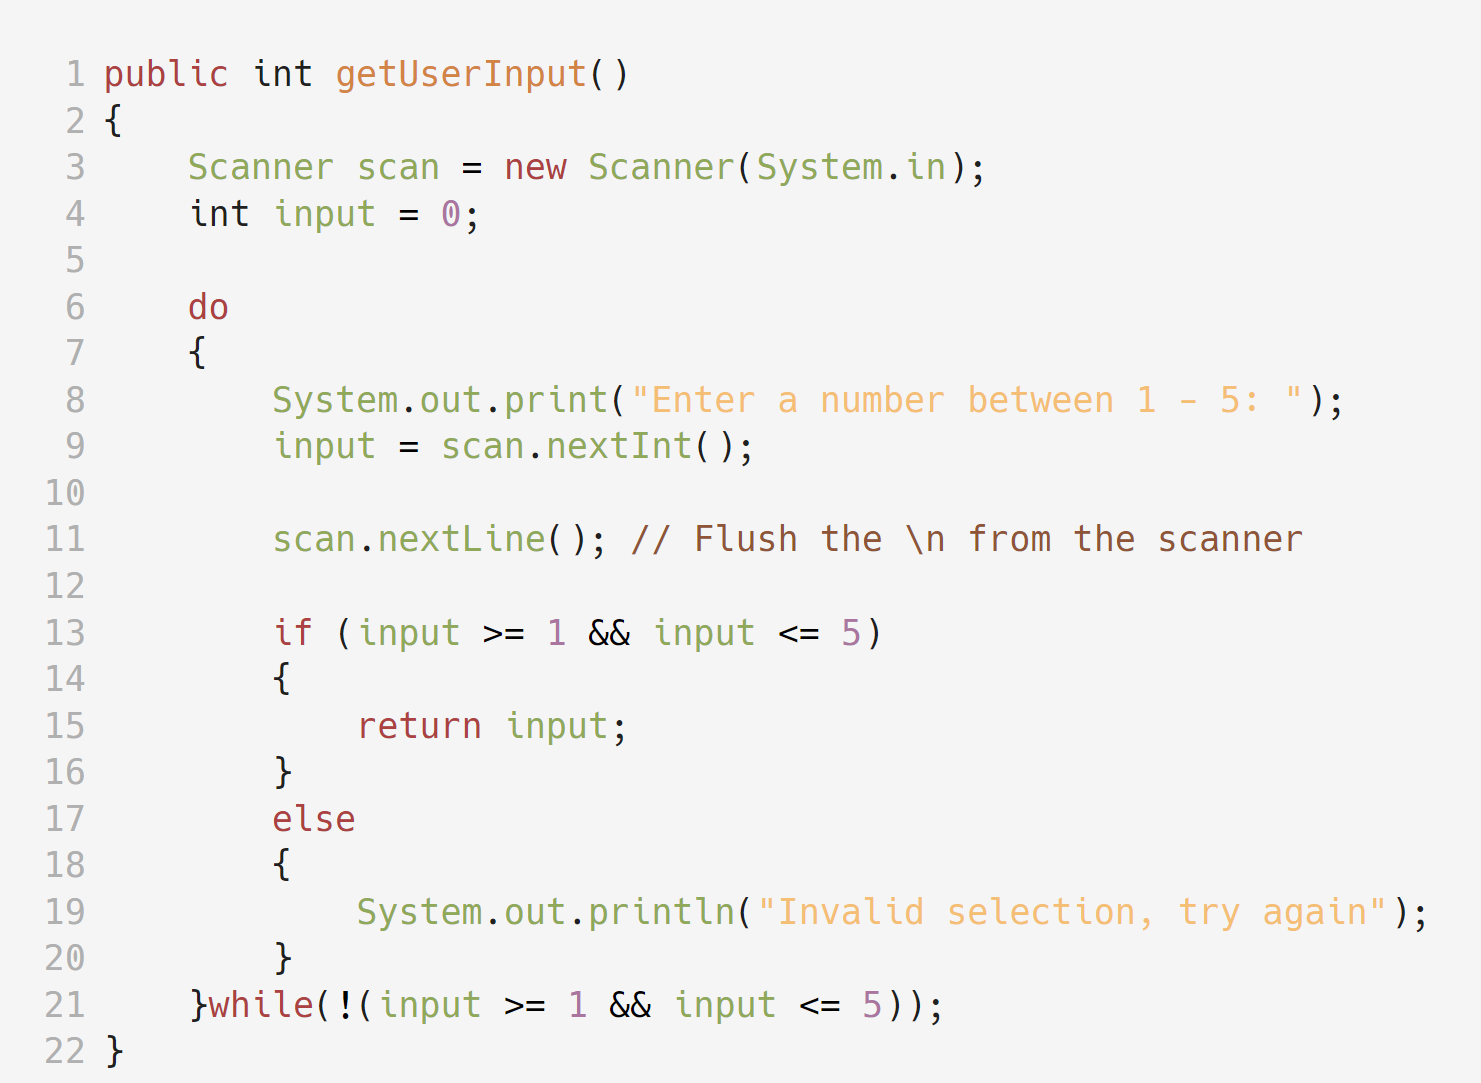 1 public int getUserInput()
2 {
3     Scanner scan = new Scanner(System.in);
4     int input = 0;
5
6     do
7     {
8         System.out.print("Enter a number between 1 - 5: ");
9         input = scan.nextInt();
10
11         scan.nextLine(); // Flush the \n from the scanner
12
13         if (input >= 1 && input <= 5)
14         {
15             return input;
16         }
17         else
18         {
19             System.out.println("Invalid selection, try again");
20         }
21     }while(!(input >= 1 && input <= 5));
22 }